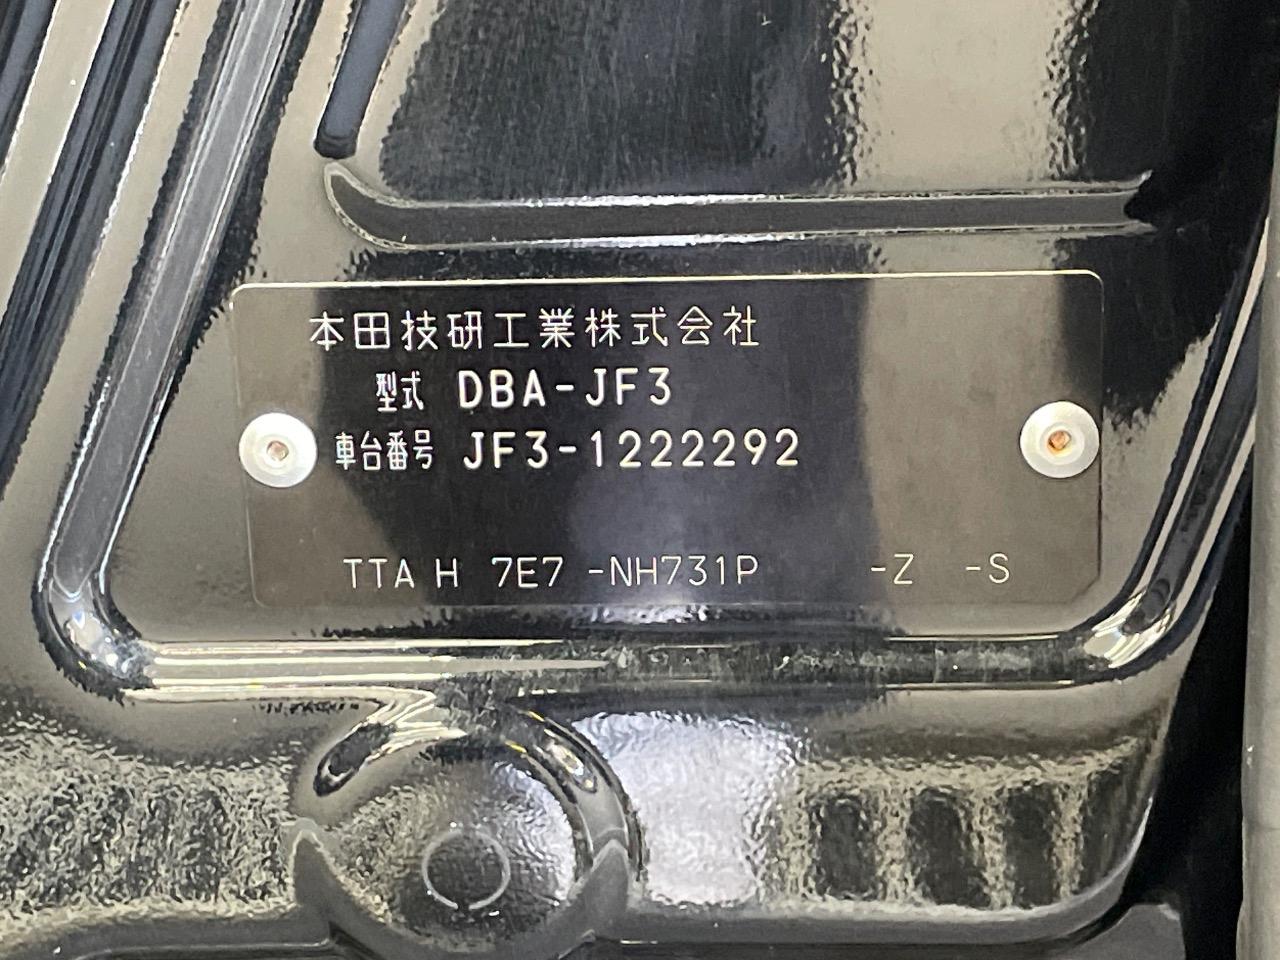 本田技研工業株式会社
型式 DBA-JF3
車台番号 JF3-1222292
TTA H 7E7 -NH731P -Z -S